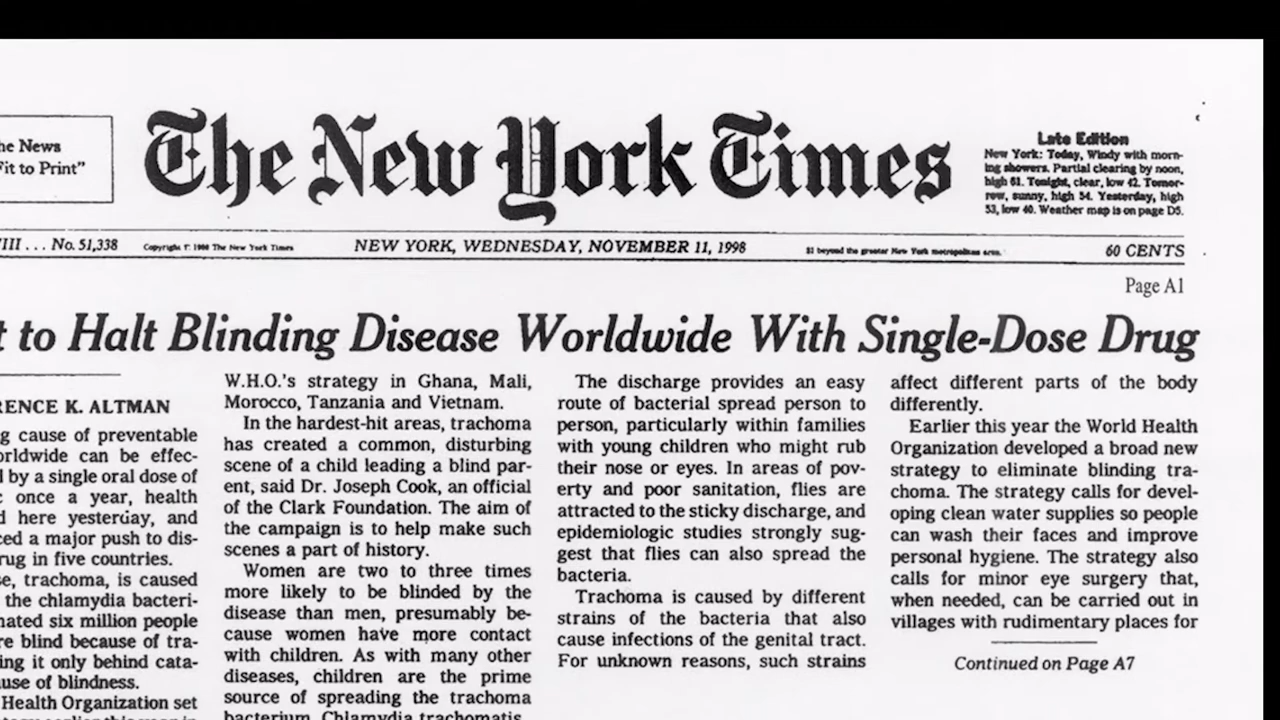 he News
Fit to Print”
The New York Times
Late Edition
New York: Today, Windy with morn-
ing showers. Partial clearing by noon,
high 61. Tonight, clear, low 42. Tomor-
row, sunny, high 54. Yesterday, high
53, low 40. Weather map is on page D5.
III . . . No. 51,338
The New York Times
NEW YORK, WEDNESDAY, NOVEMBER 11, 1998
$1 beyond the greater New York metropolitan area.
60 CENTS
Page A1
t to Halt Blinding Disease Worldwide With Single-Dose Drug
RENCE K. ALTMAN
g cause of preventable
orldwide can be effec-
d by a single oral dose of
c once a year, health
d here yesterday, and
ced a major push to dis-
rug in five countries.
se, trachoma, is caused
the chlamydia bacteri-
mated six million people
re blind because of tra-
ing it only behind cata-
ause of blindness.
Health Organization set
W.H.O.'s strategy in Ghana, Mali,
Morocco, Tanzania and Vietnam.
In the hardest-hit areas, trachoma
has created a common, disturbing
scene of a child leading a blind par-
ent, said Dr. Joseph Cook, an official
of the Clark Foundation. The aim of
the campaign is to help make such
scenes a part of history.
Women are two to three times
more likely to be blinded by the
disease than men, presumably be-
cause women have more contact
with children. As with many other
diseases, children are the prime
source of spreading the trachoma
bacterium, Chlamydia trachomatis.
The discharge provides an easy
route of bacterial spread person to
person, particularly within families
with young children who might rub
their nose or eyes. In areas of pov-
erty and poor sanitation, flies are
attracted to the sticky discharge, and
epidemiologic studies strongly sug-
gest that flies can also spread the
bacteria.
Trachoma is caused by different
strains of the bacteria that also
cause infections of the genital tract.
For unknown reasons, such strains
affect different parts of the body
differently.
Earlier this year the World Health
Organization developed a broad new
strategy to eliminate blinding tra-
choma. The strategy calls for devel-
oping clean water supplies so people
can wash their faces and improve
personal hygiene. The strategy also
calls for minor eye surgery that,
when needed, can be carried out in
villages with rudimentary places for
Continued on Page A7